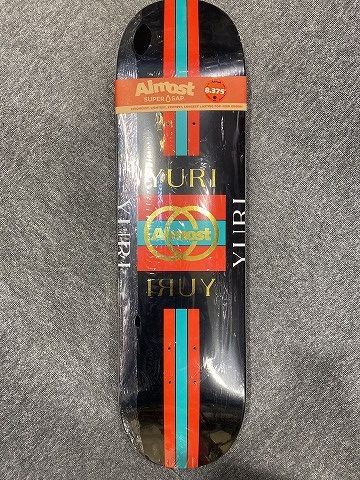 Almost
SUPER SAP
8.375"
YURI
YURI
YURI
Almost
YURI